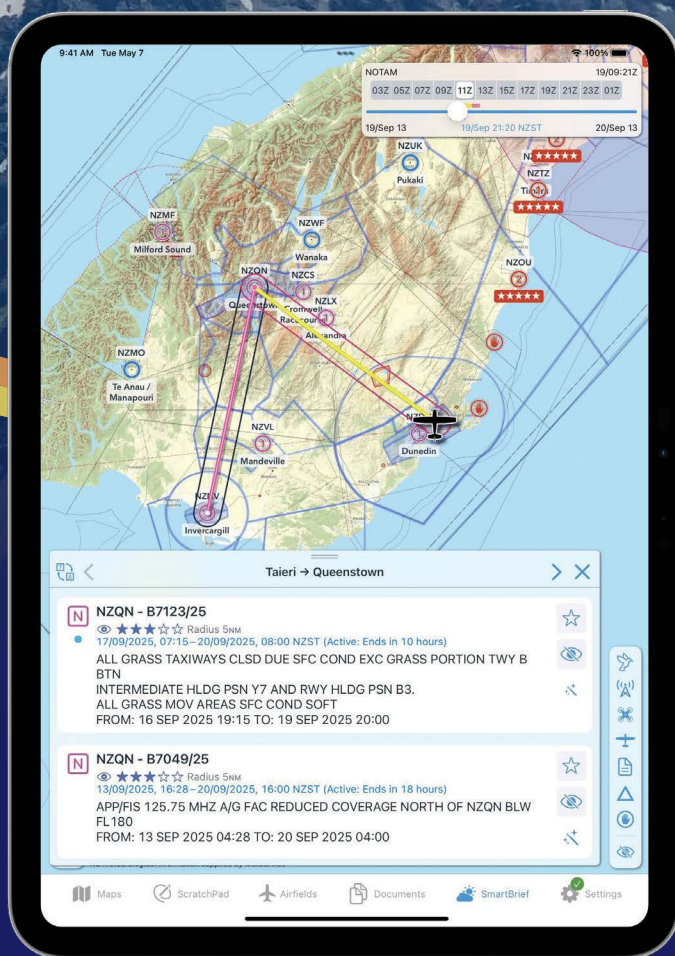 9:41 AM Tue May 7
100%
NOTAM 19/09:21Z
03Z 05Z 07Z 09Z 11Z 13Z 15Z 17Z 19Z 21Z 23Z 01Z
19/Sep 13 19/Sep 21:20 NZST 20/Sep 13
NZUK
Pukaki
NZTZ
NZMF
Milford Sound
NZWF
Wanaka
NZOU
2
NZQN
NZCS
Queenstown
Cromwell
Racecourse
NZLX
Alexandra
NZMO
Te Anau /
Manapouri
NZVL
1
Mandeville
Dunedin
Invercargill
Taieri → Queenstown
N
NZQN - B7123/25
Radius 5NM
17/09/2025, 07:15–20/09/2025, 08:00 NZST (Active: Ends in 10 hours)
ALL GRASS TAXIWAYS CLSD DUE SFC COND EXC GRASS PORTION TWY B
BTN
INTERMEDIATE HLDG PSN Y7 AND RWY HLDG PSN B3.
ALL GRASS MOV AREAS SFC COND SOFT
FROM: 16 SEP 2025 19:15 TO: 19 SEP 2025 20:00
N
NZQN - B7049/25
Radius 5NM
13/09/2025, 16:28–20/09/2025, 16:00 NZST (Active: Ends in 18 hours)
APP/FIS 125.75 MHZ A/G FAC REDUCED COVERAGE NORTH OF NZQN BLW
FL180
FROM: 13 SEP 2025 04:28 TO: 20 SEP 2025 04:00
Maps ScratchPad Airfields Documents SmartBrief Settings